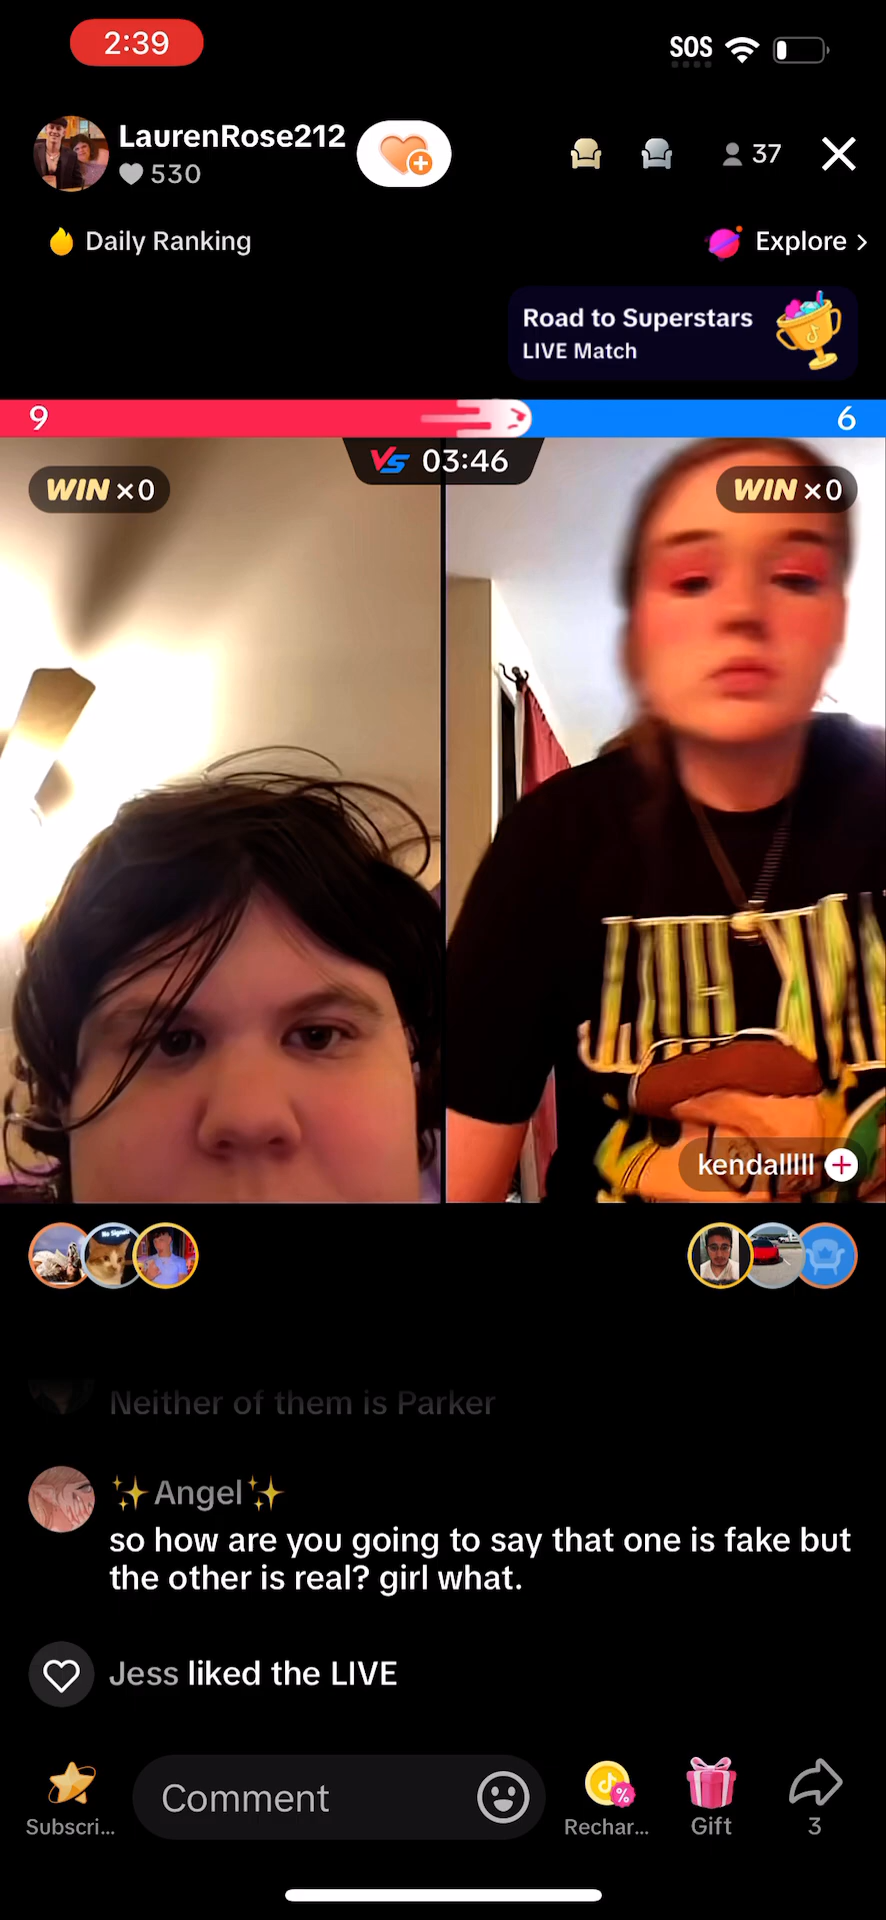 2:39
SOS
LaurenRose212
530
37
Daily Ranking
Explore >
Road to Superstars
LIVE Match
9
6
VS 03:46
WIN ×0
WIN ×0
kendalllll
Neither of them is Parker
✨Angel✨
so how are you going to say that one is fake but
the other is real? girl what.
Jess liked the LIVE
Comment
Subscri...
Rechar...
Gift
3